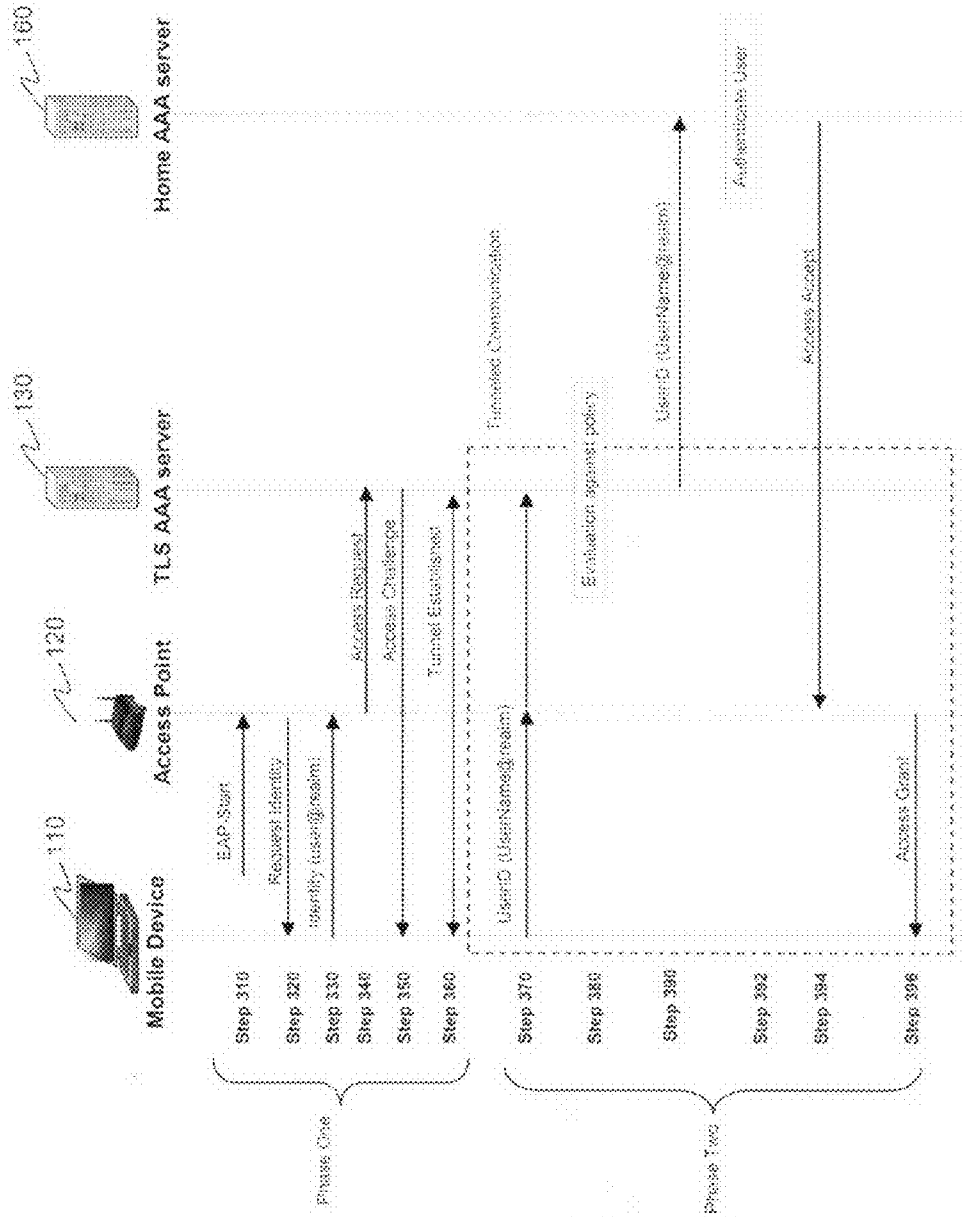 110
Mobile Device
120
Access Point
130
TLS AAA server
160
Home AAA server
Phase One
Step 310
EAP-Start
Step 320
Request Identity
Step 330
Identity (user@realm)
Step 340
Access Request
Step 350
Access Challenge
Step 360
Tunnel Established
Phase Two
Tunneled Communication
Step 370
UserID (UserName@realm)
Step 380
Evaluation against policy
Step 390
UserID (UserName@realm)
Step 392
Authenticate User
Step 394
Access Accept
Step 396
Access Grant